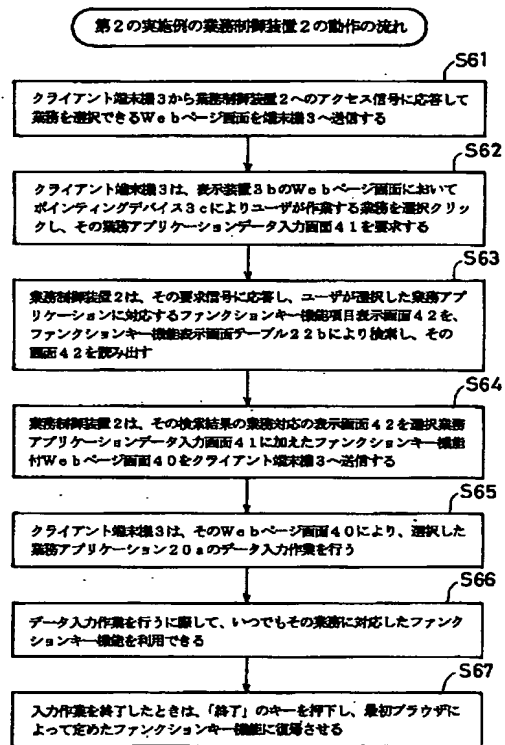 第２の実施例の業務制御装置２の動作の流れ
S61
クライアント端末機３から業務制御装置２へのアクセス信号に応答して
業務を選択できるＷｅｂページ画面を端末機３へ送信する
S62
クライアント端末機３は、表示装置３ｂのＷｅｂページ画面において
ポインティングデバイス３ｃによりユーザが作業する業務を選択クリッ
クし、その業務アプリケーションデータ入力画面４１を要求する
S63
業務制御装置２は、その要求信号に応答し、ユーザが選択した業務アプ
リケーションに対応するファンクションキー機能項目表示画面４２を、
ファンクションキー機能表示画面テーブル２２ｂにより検索し、その
画面４２を読み出す
S64
業務制御装置２は、その検索結果の業務対応の表示画面４２を選択業務
アプリケーションデータ入力画面４１に加えたファンクションキー機能
付Ｗｅｂページ画面４０をクライアント端末機３へ送信する
S65
クライアント端末機３は、そのＷｅｂページ画面４０により、選択した
業務アプリケーション２０ａのデータ入力作業を行う
S66
データ入力作業を行うに際して、いつでもその業務に対応したファンク
ションキー機能を利用できる
S67
入力作業を終了したときは、「終了」のキーを押下し、最初ブラウザに
よって定めたファンクションキー機能に復帰させる